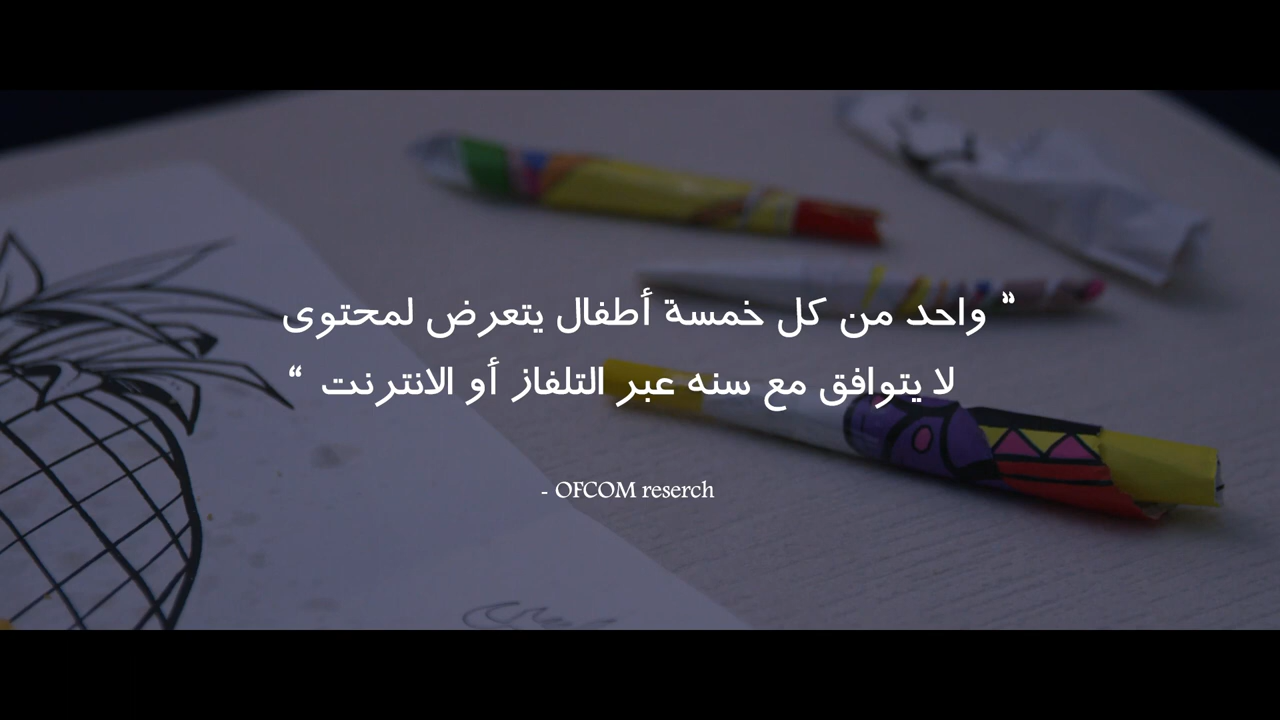 ” واحد من كل خمسة أطفال يتعرض لمحتوى
لا يتوافق مع سنه عبر التلفاز أو الانترنت “
- OFCOM reserch